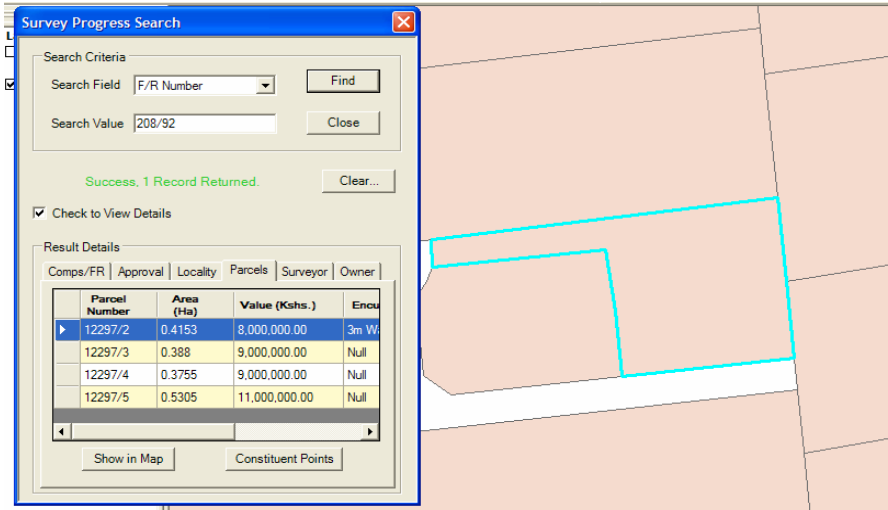 Survey Progress Search
L
Search Criteria
Search Field F/R Number Find
Search Value 208/92 Close
Success, 1 Record Returned. Clear...
Check to View Details
Result Details
Comps/FR Approval Locality Parcels Surveyor Owner
Parcel Number Area (Ha) Value (Kshs.) Encu
12297/2 0.4153 8,000,000.00 3m W
12297/3 0.388 9,000,000.00 Null
12297/4 0.3755 9,000,000.00 Null
12297/5 0.5305 11,000,000.00 Null
Show in Map Constituent Points